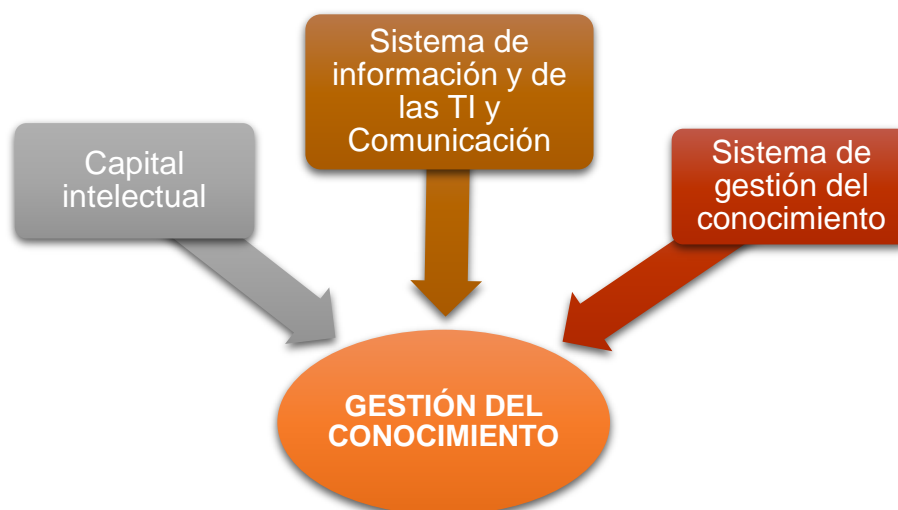 Sistema de
información y de
las TI y
Comunicación
Capital
intelectual
Sistema de
gestión del
conocimiento
GESTIÓN DEL
CONOCIMIENTO